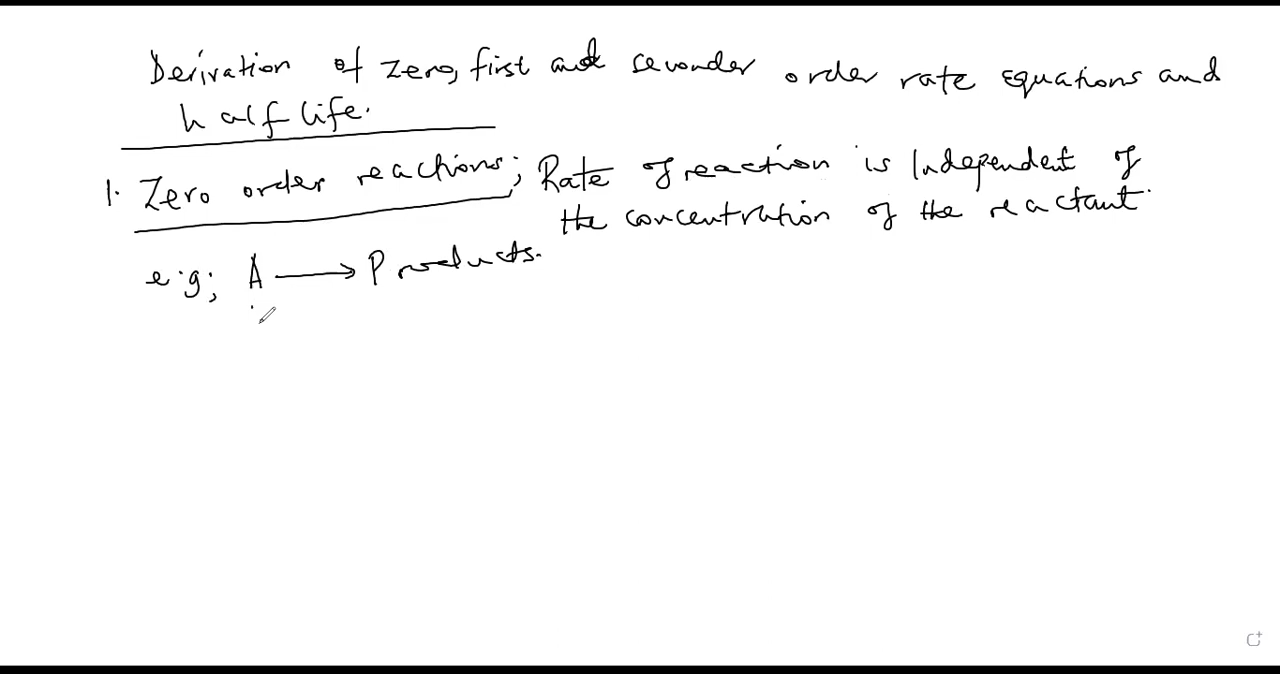 Derivation of zero, first and seconder order rate equations and
half life.
1. Zero order reactions; Rate of reaction is Independent of
the concentration of the reactant.
e.g; A → Products.